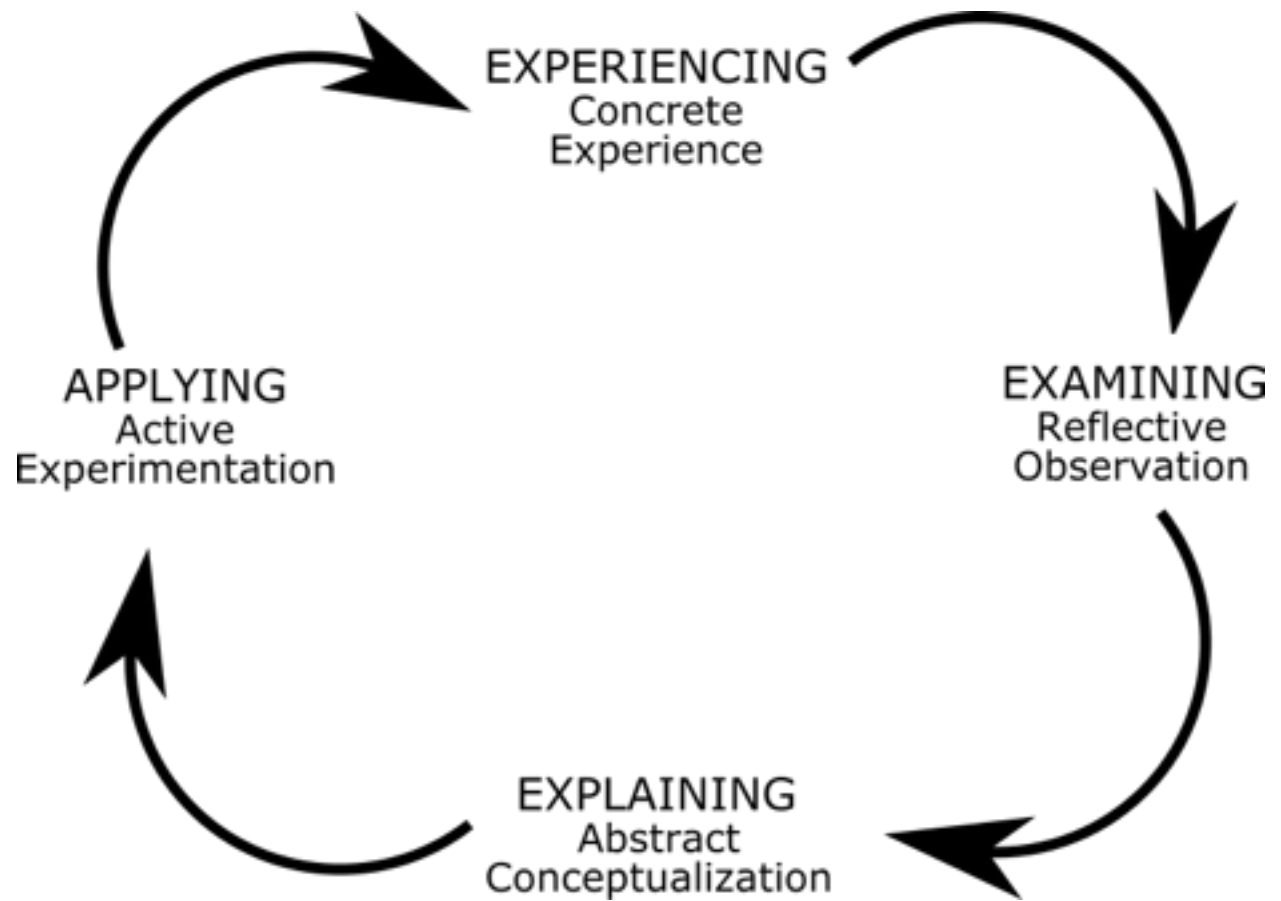 EXPERIENCING
Concrete
Experience
APPLYING
Active
Experimentation
EXAMINING
Reflective
Observation
EXPLAINING
Abstract
Conceptualization